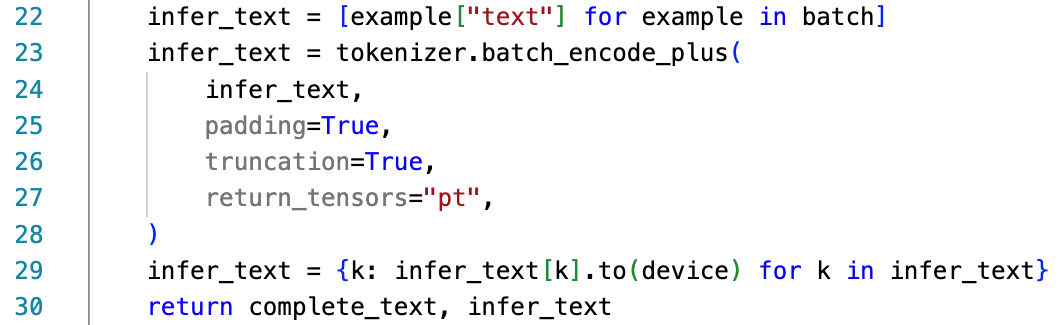 22 infer_text = [example["text"] for example in batch]
23 infer_text = tokenizer.batch_encode_plus(
24 infer_text,
25 padding=True,
26 truncation=True,
27 return_tensors="pt",
28 )
29 infer_text = {k: infer_text[k].to(device) for k in infer_text}
30 return complete_text, infer_text